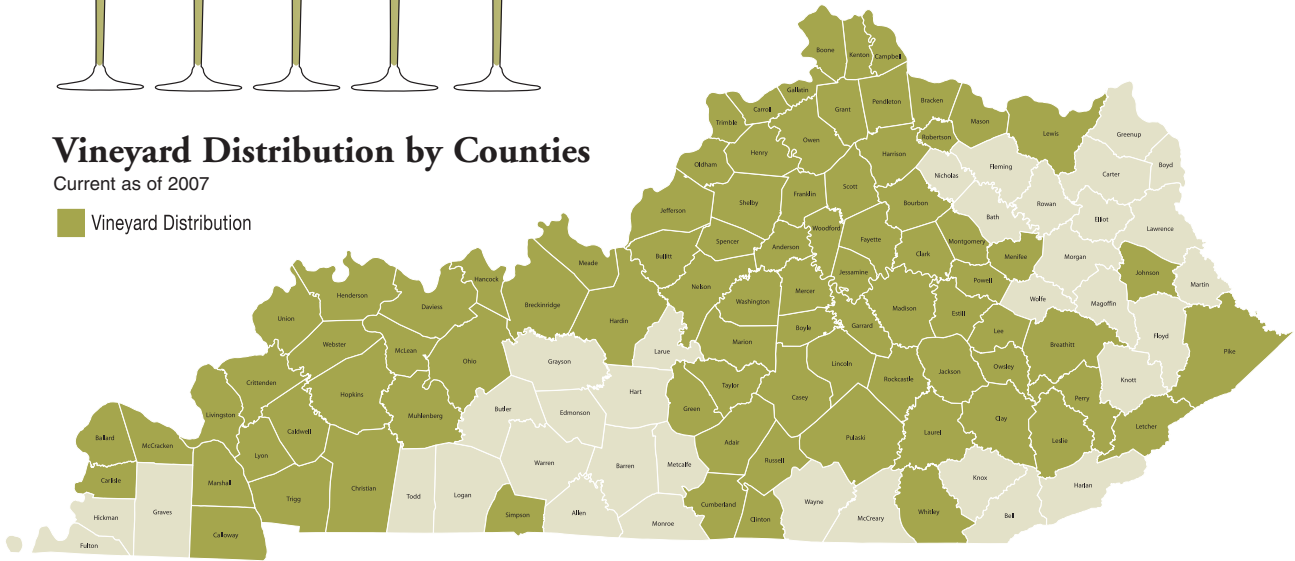 Vineyard Distribution by Counties
Current as of 2007
Vineyard Distribution
Boone
Kenton
Campbell
Gallatin
Carroll
Grant
Pendleton
Bracken
Mason
Lewis
Greenup
Trimble
Owen
Robertson
Henry
Harrison
Boyd
Oldham
Nicholas
Fleming
Carter
Franklin
Scott
Shelby
Bourbon
Rowan
Jefferson
Bath
Elliot
Woodford
Lawrence
Spencer
Anderson
Fayette
Montgomery
Bullitt
Clark
Menifee
Morgan
Meade
Jessamine
Johnson
Hancock
Nelson
Powell
Martin
Mercer
Henderson
Washington
Wolfe
Magoffin
Daviess
Breckinridge
Madison
Estill
Union
Hardin
Boyle
Garrard
Lee
Floyd
Marion
Webster
Breathitt
McLean
Larue
Pike
Ohio
Grayson
Lincoln
Owsley
Jackson
Rockcastle
Knott
Crittenden
Taylor
Hopkins
Hart
Casey
Perry
Livingston
Muhlenberg
Butler
Edmonson
Green
Clay
Letcher
Caldwell
Laurel
Ballard
Pulaski
Leslie
McCracken
Adair
Lyon
Russell
Warren
Barren
Metcalfe
Carlisle
Knox
Marshall
Christian
Harlan
Trigg
Todd
Logan
Wayne
Cumberland
Graves
Whitley
Hickman
Simpson
Allen
Bell
McCreary
Clinton
Monroe
Calloway
Fulton